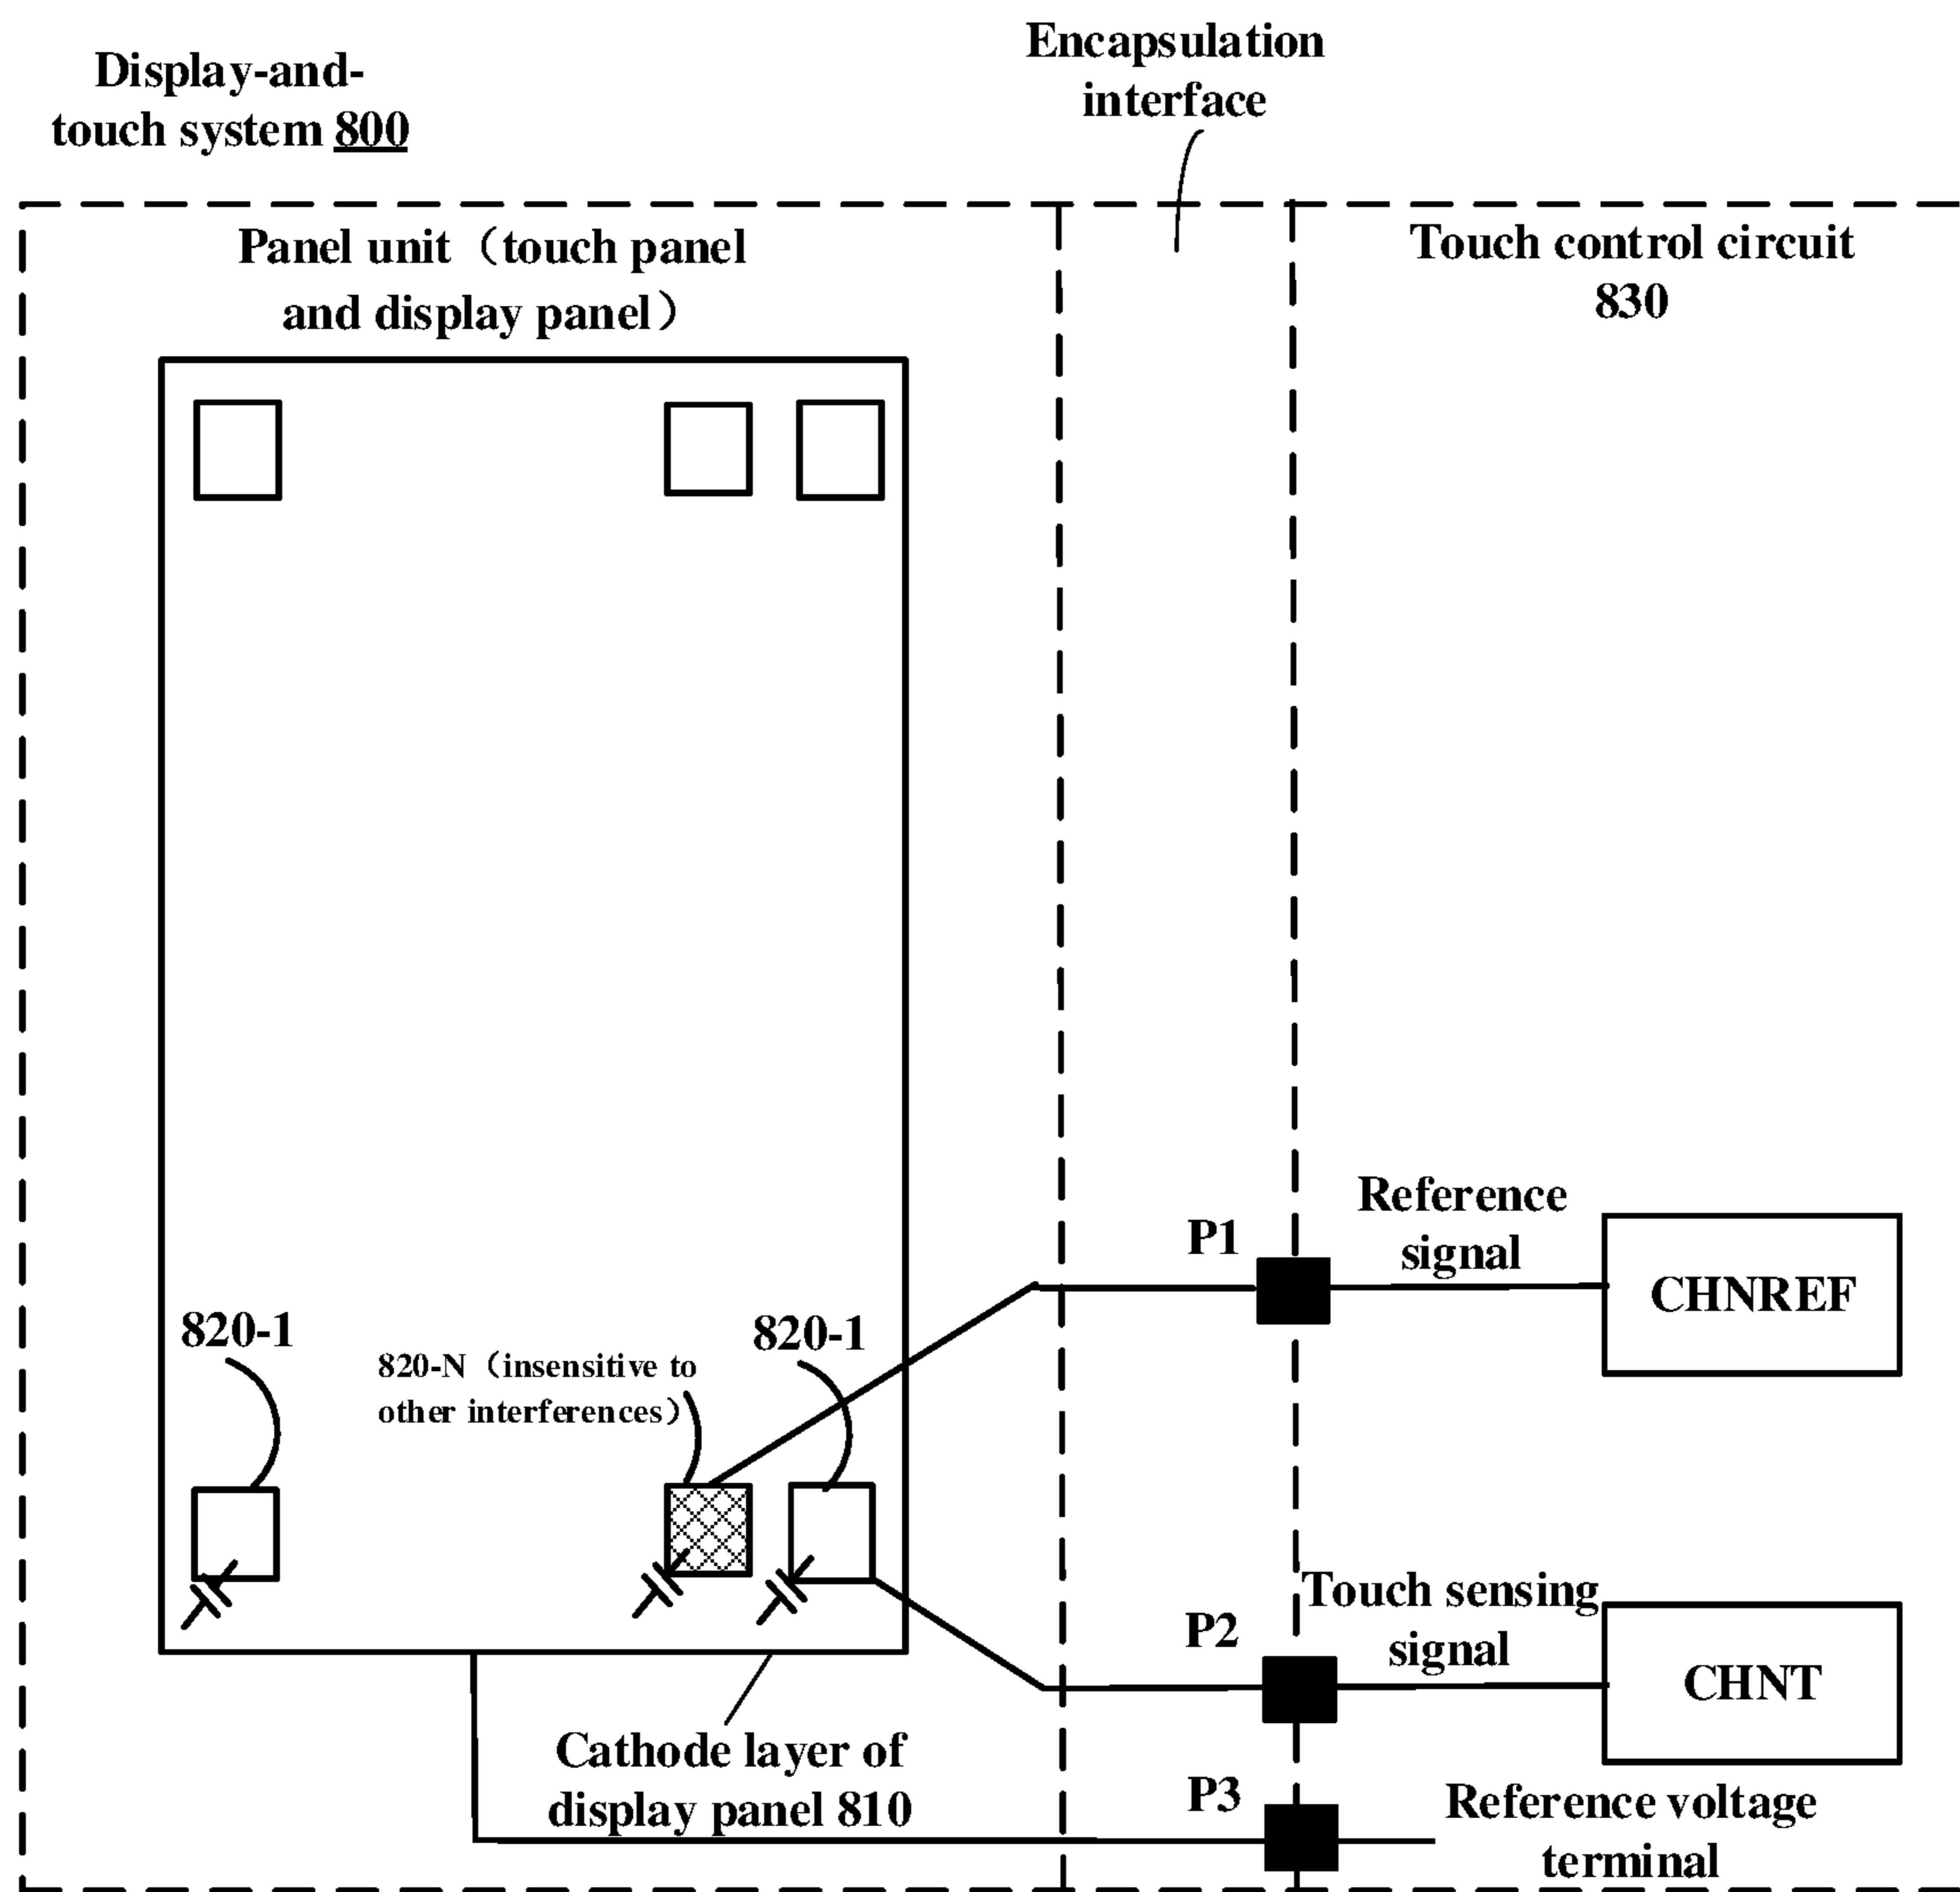 Display-and-
touch system 800
Encapsulation
interface
Panel unit（touch panel
and display panel）
Touch control circuit
830
P1
Reference
signal
CHNREF
820-1
820-N（insensitive to
other interferences）
820-1
P2
Touch sensing
signal
CHNT
Cathode layer of
display panel 810
P3
Reference voltage
terminal